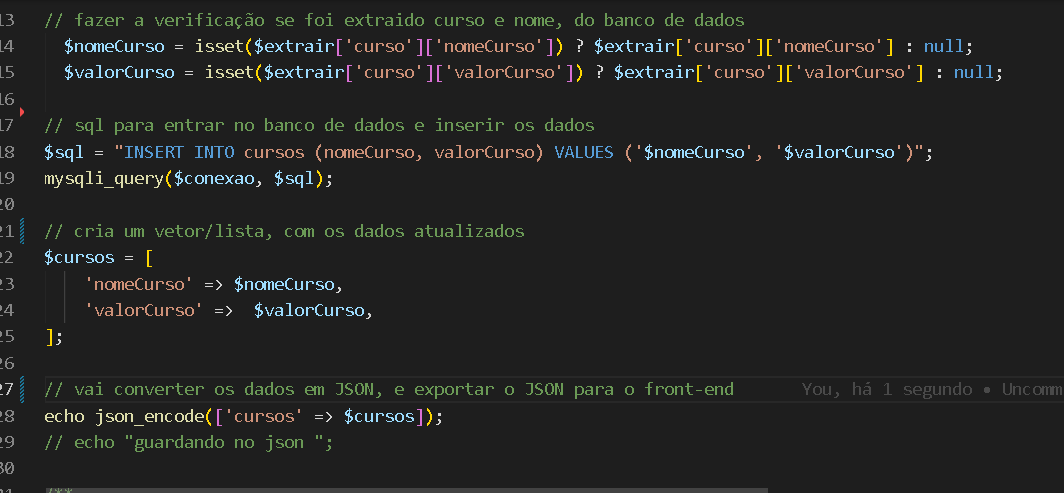 13 // fazer a verificação se foi extraido curso e nome, do banco de dados
14 $nomeCurso = isset($extrair['curso']['nomeCurso']) ? $extrair['curso']['nomeCurso'] : null;
15 $valorCurso = isset($extrair['curso']['valorCurso']) ? $extrair['curso']['valorCurso'] : null;
16
17 // sql para entrar no banco de dados e inserir os dados
18 $sql = "INSERT INTO cursos (nomeCurso, valorCurso) VALUES ('$nomeCurso', '$valorCurso')";
19 mysqli_query($conexao, $sql);
20
21 // cria um vetor/lista, com os dados atualizados
22 $cursos = [
23 'nomeCurso' => $nomeCurso,
24 'valorCurso' =>  $valorCurso,
25 ];
26
27 // vai converter os dados em JSON, e exportar o JSON para o front-end You, há 1 segundo • Uncomm
28 echo json_encode(['cursos' => $cursos]);
29 // echo "guardando no json ";
30